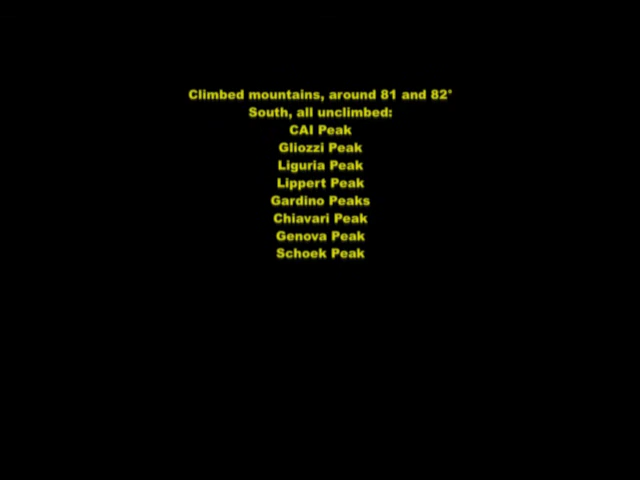 Climbed mountains, around 81 and 82°
South, all unclimbed:
CAI Peak
Gliozzi Peak
Liguria Peak
Lippert Peak
Gardino Peaks
Chiavari Peak
Genova Peak
Schoek Peak